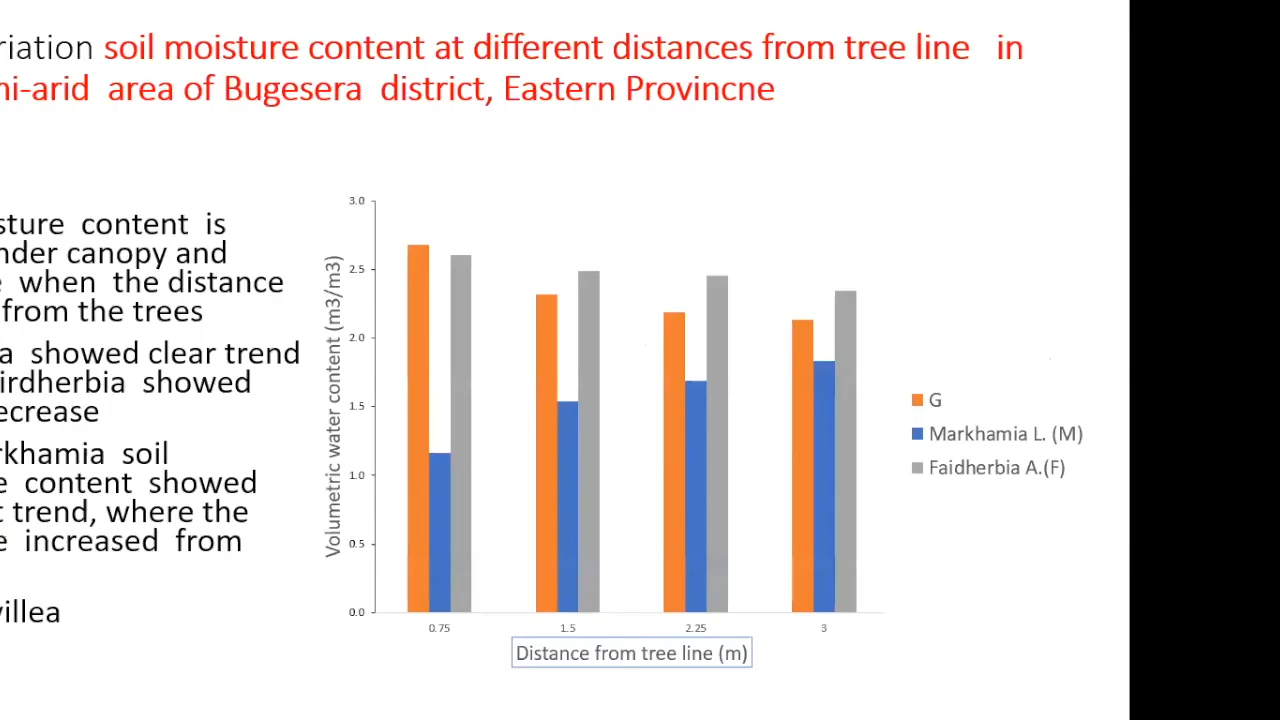 riation soil moisture content at different distances from tree line in
ni-arid area of Bugesera district, Eastern Provincne
sture content is
nder canopy and
e when the distance
from the trees
a showed clear trend
irdherbia showed
ecrease
rkhamia soil
e content showed
t trend, where the
e increased from
villea
Volumetric water content (m3/m3)
3.0
2.5
2.0
1.5
1.0
0.5
0.0
0.75 1.5 2.25 3
Distance from tree line (m)
G
Markhamia L. (M)
Faidherbia A.(F)